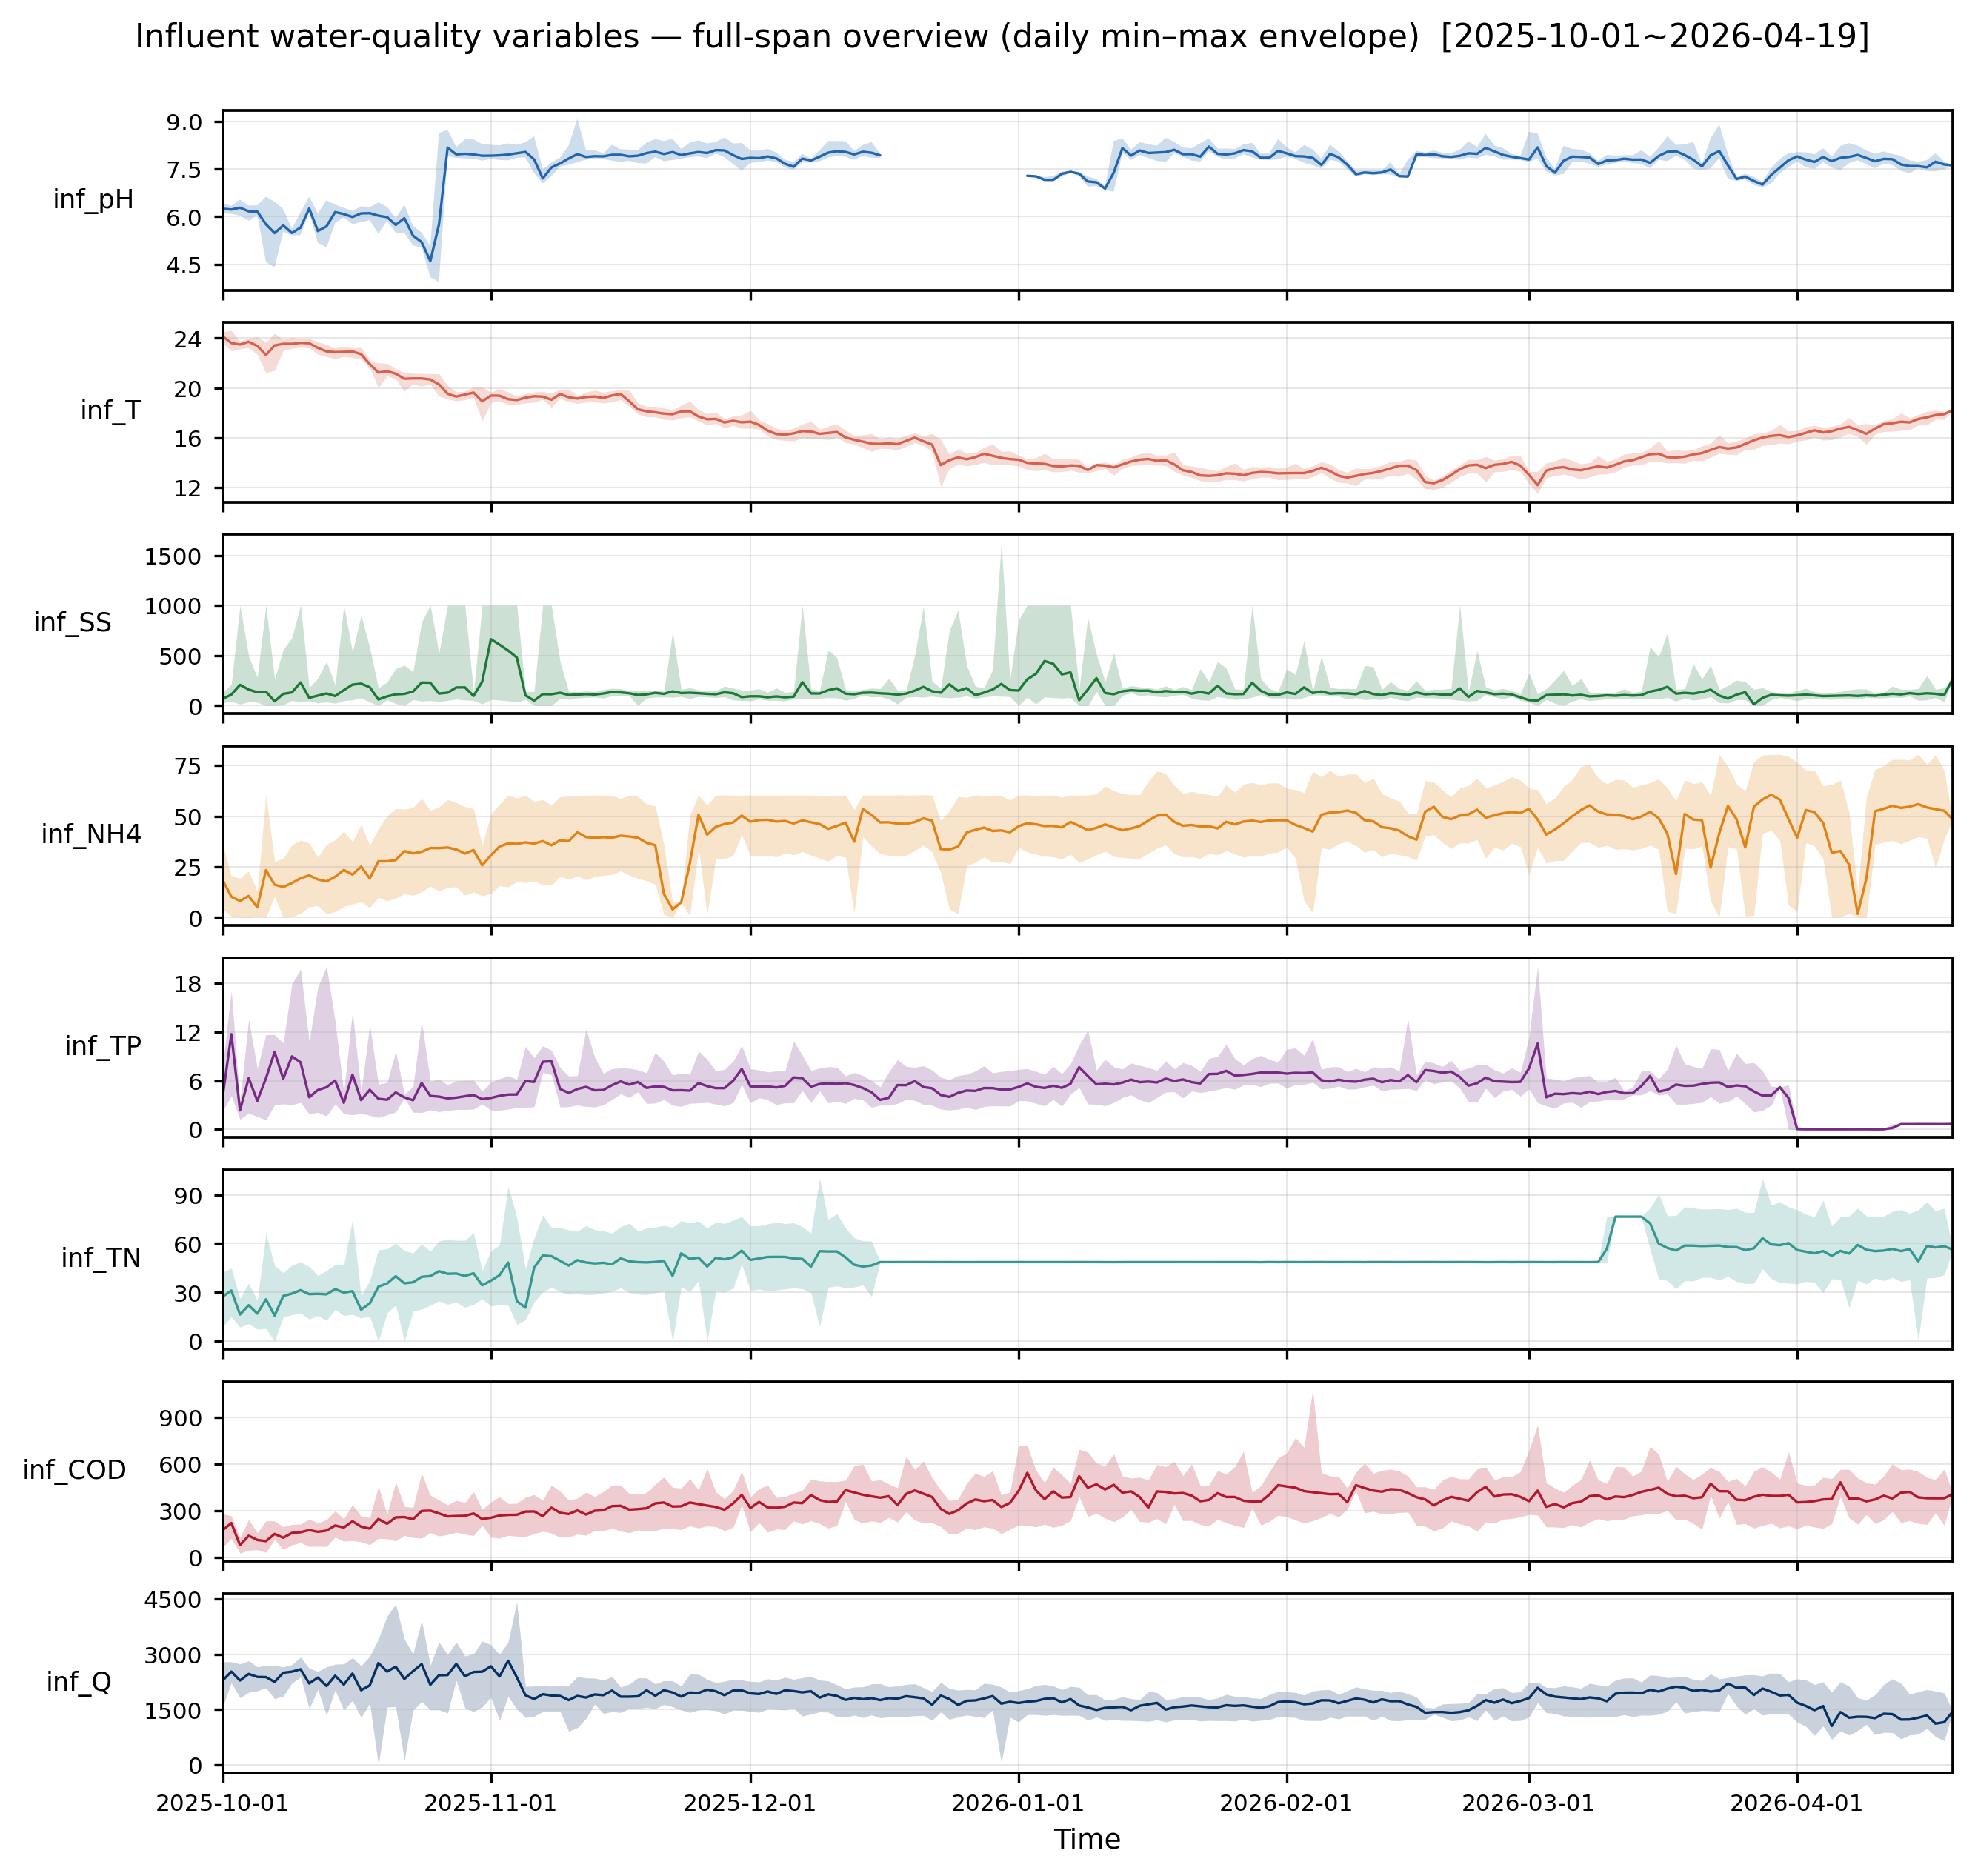 Influent water-quality variables — full-span overview (daily min–max envelope)  [2025-10-01~2026-04-19]
9.0
7.5
inf_pH
6.0
4.5
24
20
inf_T
16
12
1500
1000
inf_SS
500
0
75
50
inf_NH4
25
0
18
12
inf_TP
6
0
90
60
inf_TN
30
0
900
600
inf_COD
300
0
4500
3000
inf_Q
1500
0
2025-10-01 2025-11-01 2025-12-01 2026-01-01 2026-02-01 2026-03-01 2026-04-01
Time